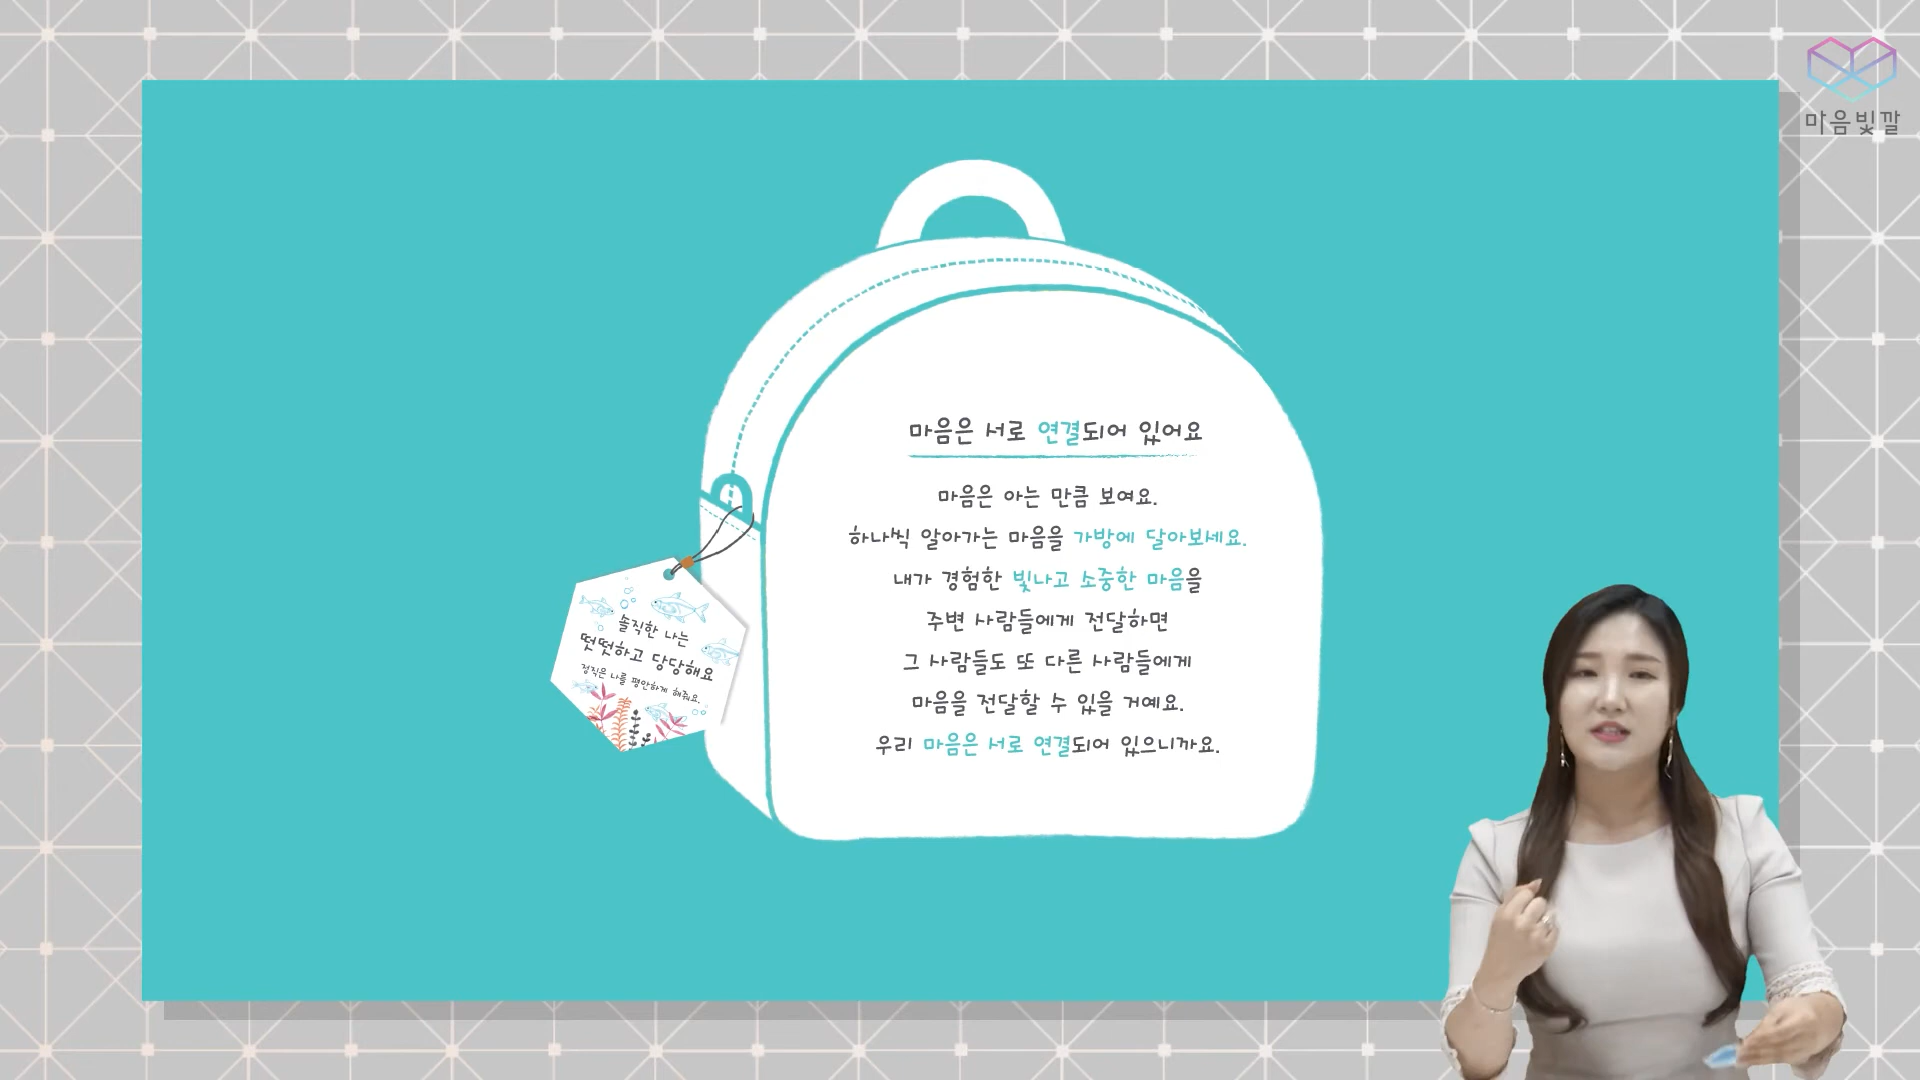 마음빛깔
마음은 서로 연결되어 있어요
마음은 아는 만큼 보여요.
하나씩 알아가는 마음을 가방에 달아보세요.
내가 경험한 빛나고 소중한 마음을
주변 사람들에게 전달하면
그 사람들도 또 다른 사람들에게
마음을 전달할 수 있을 거예요.
우리 마음은 서로 연결되어 있으니까요.
솔직한 나는
떳떳하고 당당해요
정직은 나를 평안하게 해줘요.